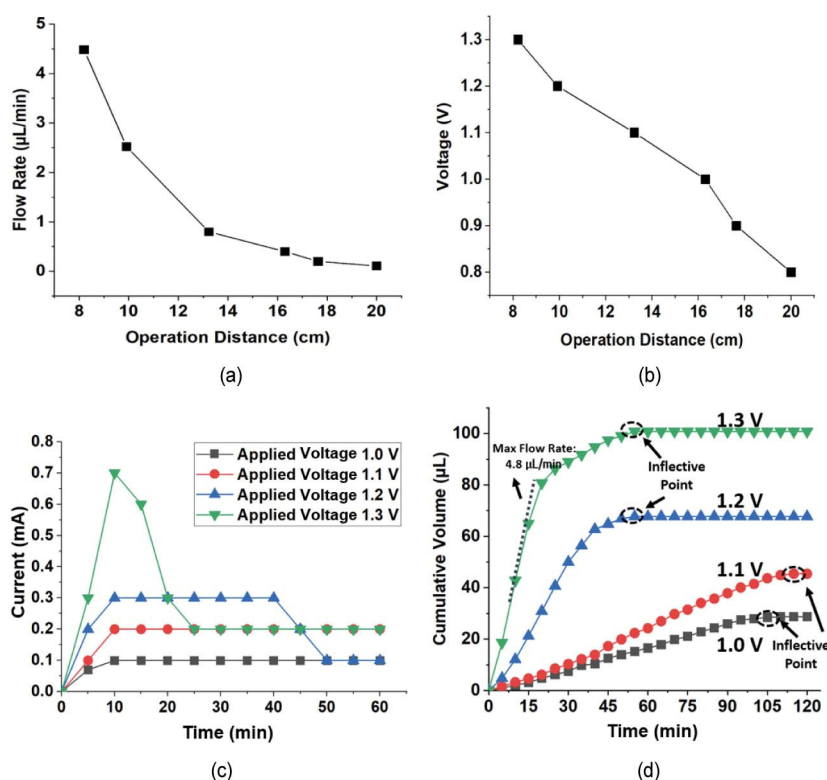 5
4
3
2
1
0
Flow Rate (µL/min)
8 10 12 14 16 18 20
Operation Distance (cm)
(a)
1.3
1.2
1.1
1.0
0.9
0.8
Voltage (V)
8 10 12 14 16 18 20
Operation Distance (cm)
(b)
0.8
0.7
0.6
0.5
0.4
0.3
0.2
0.1
0.0
Current (mA)
Applied Voltage 1.0 V
Applied Voltage 1.1 V
Applied Voltage 1.2 V
Applied Voltage 1.3 V
0 10 20 30 40 50 60
Time (min)
(c)
100
80
60
40
20
0
Cumulative Volume (µL)
Max Flow Rate:
4.8 µL/min
1.3 V
Inflective
Point
1.2 V
1.1 V
1.0 V
Inflective
Point
0 15 30 45 60 75 90 105 120
Time (min)
(d)